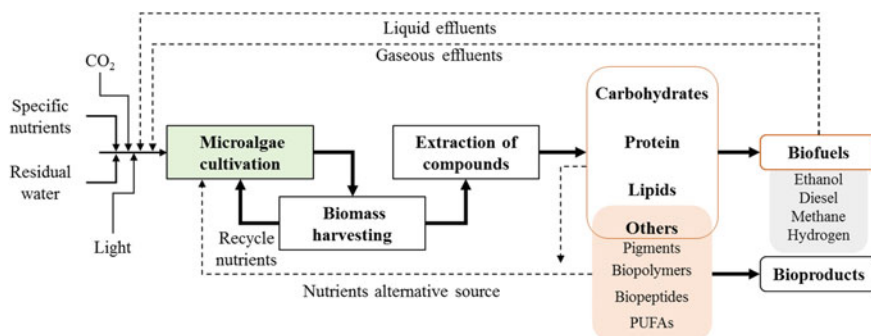 Liquid effluents
Gaseous effluents
CO2
Specific
nutrients
Residual
water
Light
Microalgae
cultivation
Biomass
harvesting
Recycle
nutrients
Extraction of
compounds
Nutrients alternative source
Carbohydrates
Protein
Lipids
Others
Pigments
Biopolymers
Biopeptides
PUFAs
Biofuels
Ethanol
Diesel
Methane
Hydrogen
Bioproducts